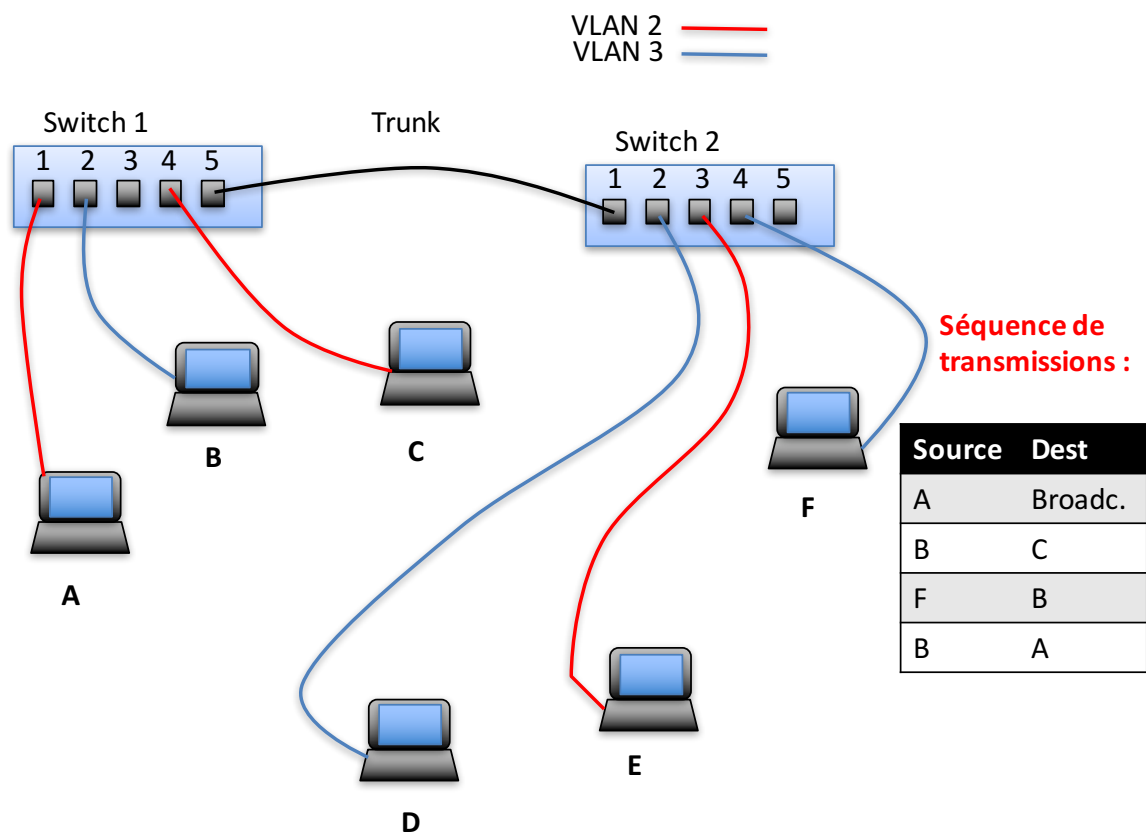 VLAN 2
VLAN 3
Switch 1
Trunk
Switch 2
1 2 3 4 5
1 2 3 4 5
Séquence de
transmissions :
Source Dest
A Broadc.
B C
F B
B A
A
B
C
D
E
F